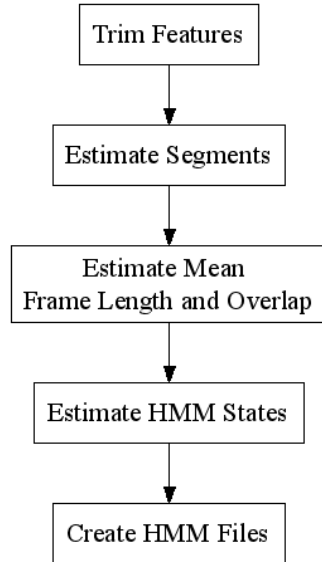 Trim Features
Estimate Segments
Estimate Mean
Frame Length and Overlap
Estimate HMM States
Create HMM Files